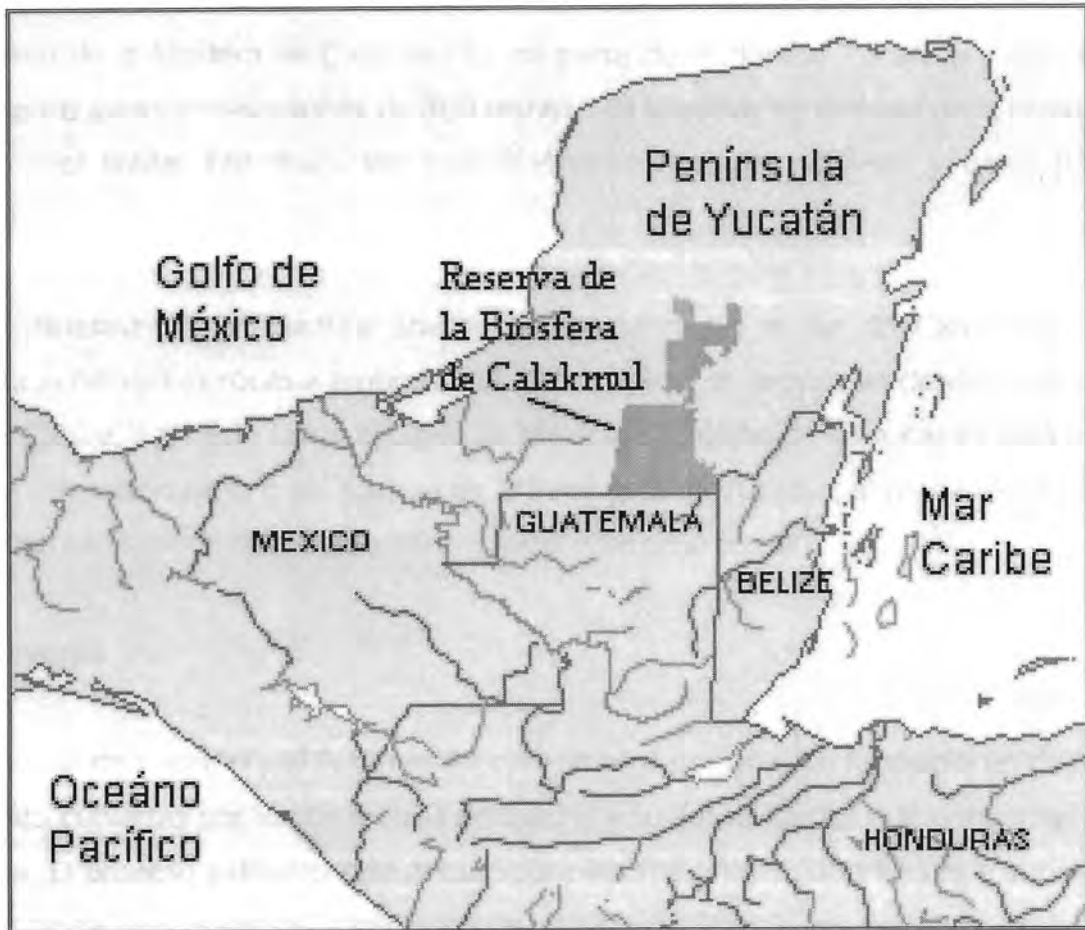 Península
de Yucatán
Golfo de
México
Reserva de
la Biósfera
de Calakmul
GUATEMALA
MEXICO
BELIZE
Mar
Caribe
Océano
Pacífico
HONDURAS